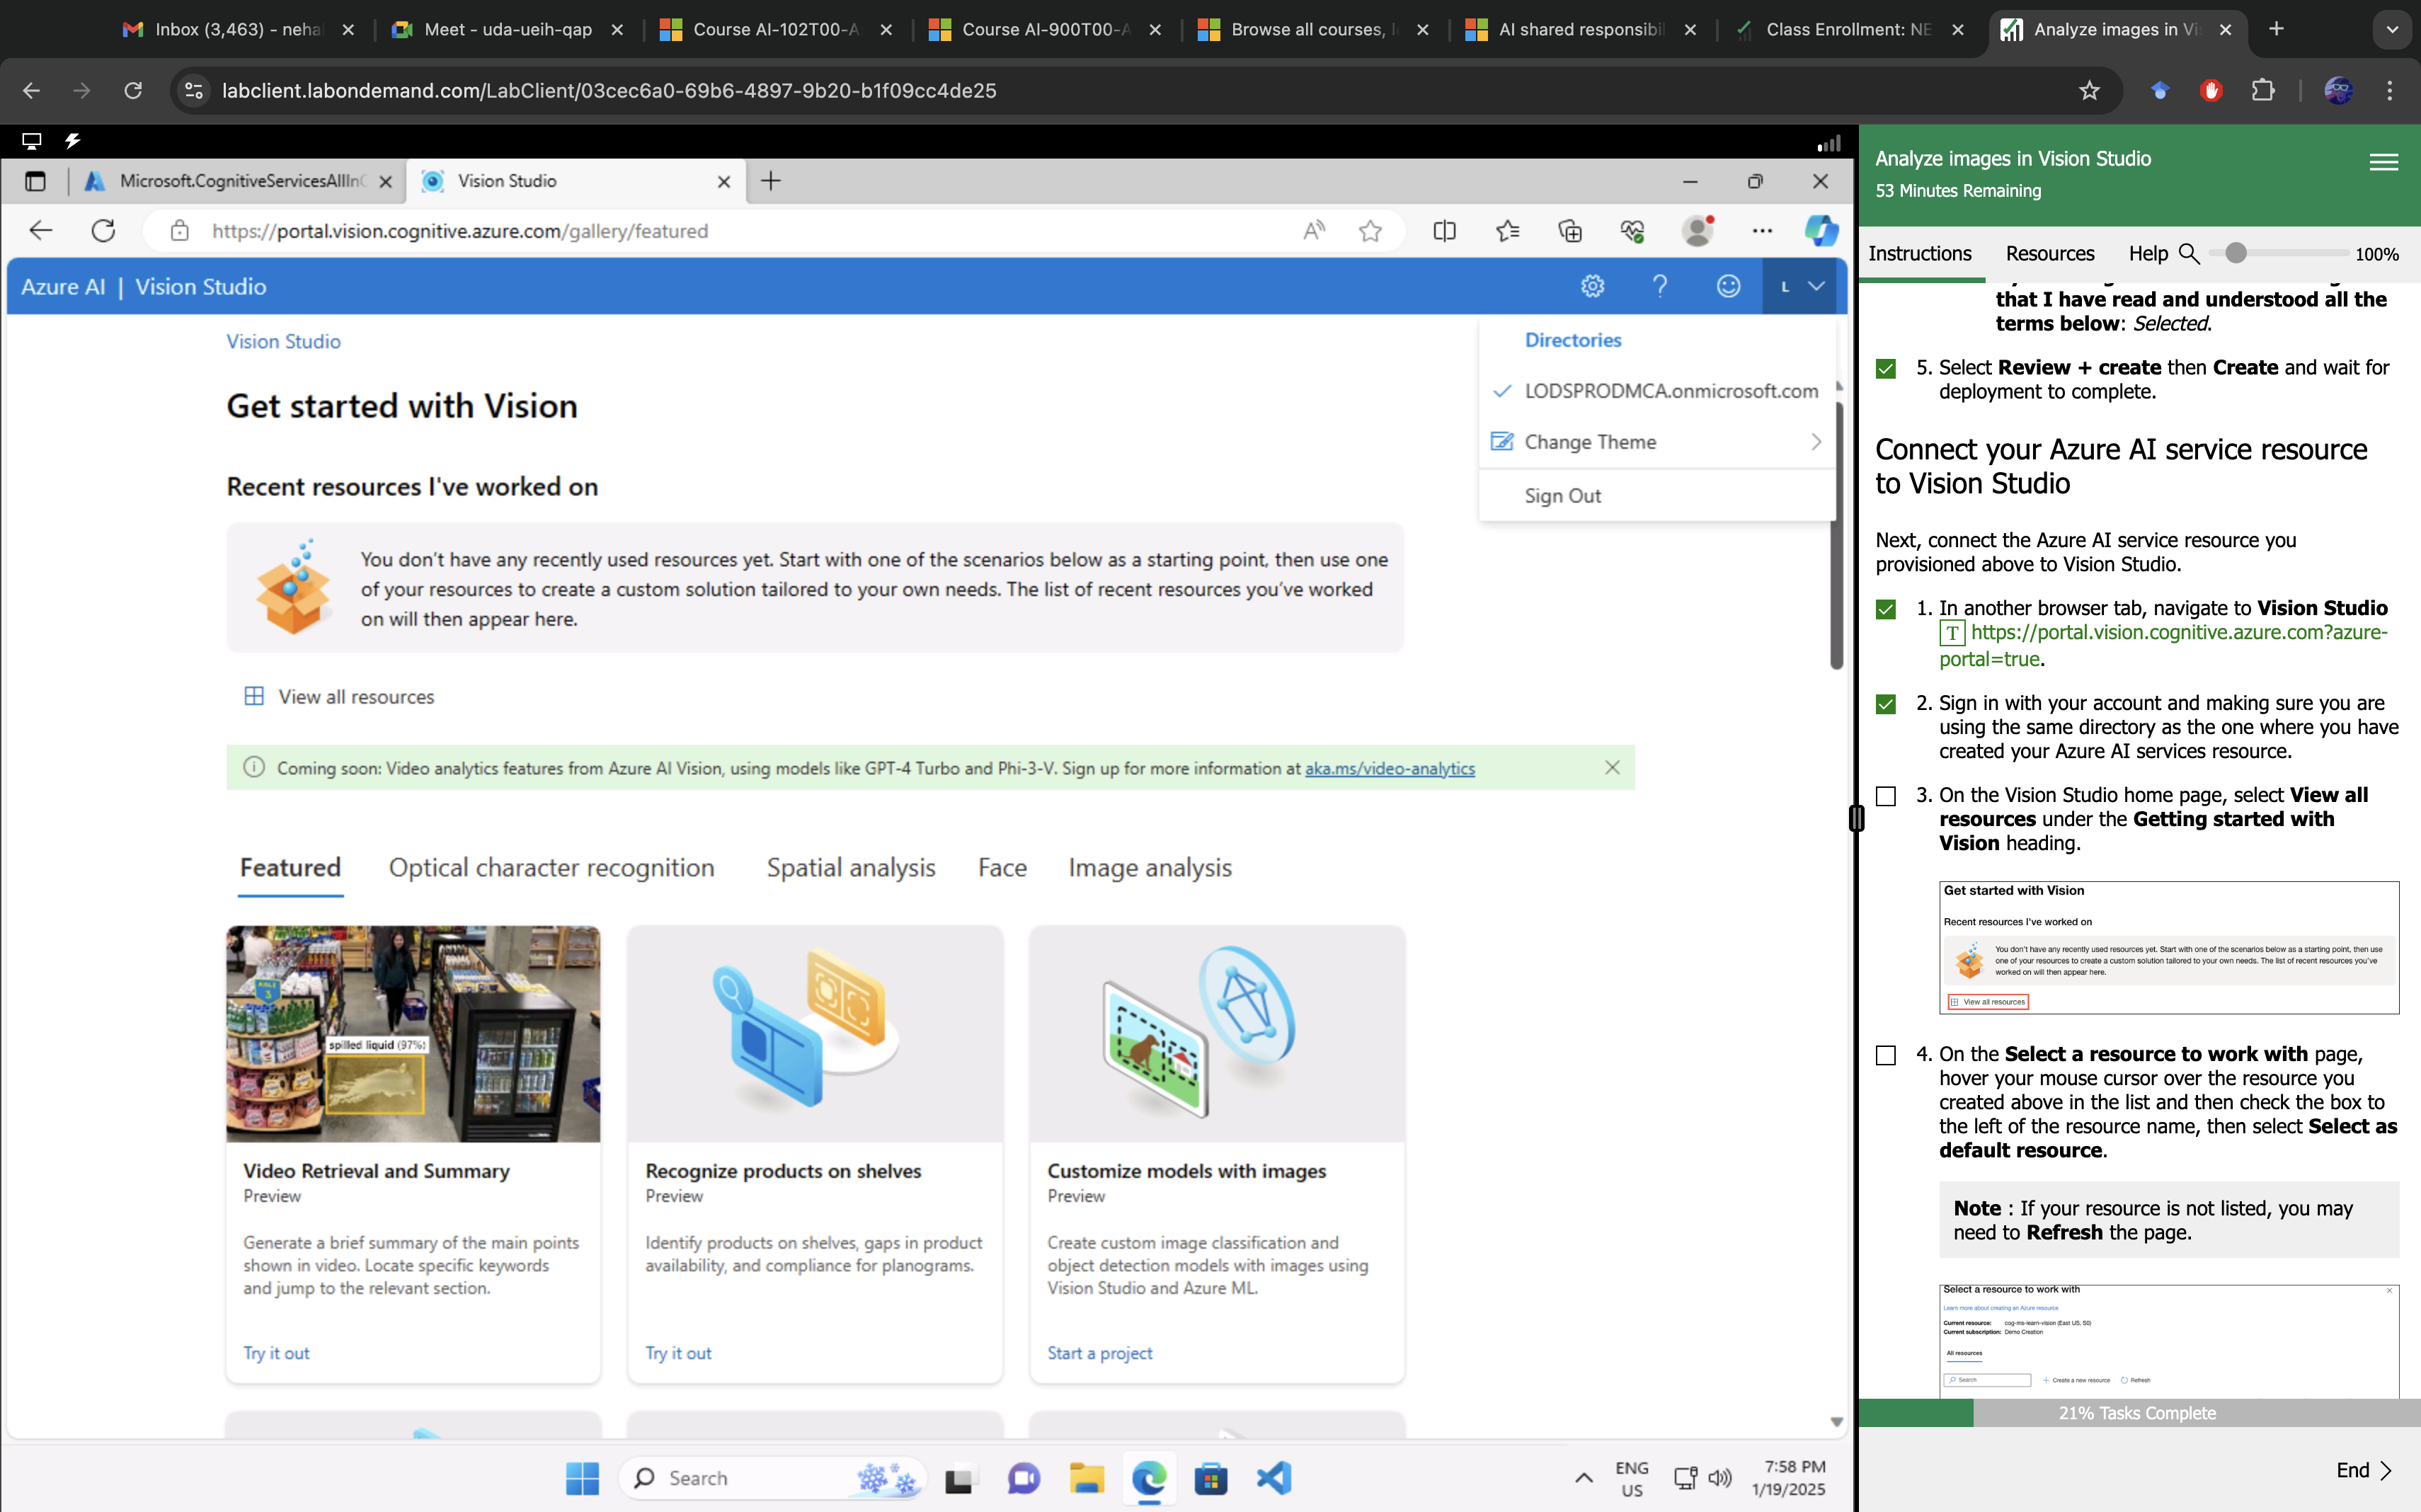 Inbox (3,463) - neha
Meet - uda-ueih-qap
Course AI-102T00-A
Course AI-900T00-A
Browse all courses, l
AI shared responsibil
Class Enrollment: NE
Analyze images in Vi
labclient.labondemand.com/LabClient/03cec6a0-69b6-4897-9b20-b1f09cc4de25
Microsoft.CognitiveServicesAllInO
Vision Studio
https://portal.vision.cognitive.azure.com/gallery/featured
Azure AI | Vision Studio
L
Directories
LODSPRODMCA.onmicrosoft.com
Change Theme
Sign Out
Vision Studio
Get started with Vision
Recent resources I've worked on
You don't have any recently used resources yet. Start with one of the scenarios below as a starting point, then use one
of your resources to create a custom solution tailored to your own needs. The list of recent resources you've worked
on will then appear here.
View all resources
Coming soon: Video analytics features from Azure AI Vision, using models like GPT-4 Turbo and Phi-3-V. Sign up for more information at aka.ms/video-analytics
Featured
Optical character recognition
Spatial analysis
Face
Image analysis
AISLE
3
spilled liquid (97%)
Video Retrieval and Summary
Preview
Generate a brief summary of the main points
shown in video. Locate specific keywords
and jump to the relevant section.
Try it out
Recognize products on shelves
Preview
Identify products on shelves, gaps in product
availability, and compliance for planograms.
Try it out
Customize models with images
Preview
Create custom image classification and
object detection models with images using
Vision Studio and Azure ML.
Start a project
Search
ENG
US
7:58 PM
1/19/2025
Analyze images in Vision Studio
53 Minutes Remaining
Instructions
Resources
Help
100%
that I have read and understood all the
terms below: Selected.
5. Select Review + create then Create and wait for
deployment to complete.
Connect your Azure AI service resource
to Vision Studio
Next, connect the Azure AI service resource you
provisioned above to Vision Studio.
1. In another browser tab, navigate to Vision Studio
T https://portal.vision.cognitive.azure.com?azure-
portal=true.
2. Sign in with your account and making sure you are
using the same directory as the one where you have
created your Azure AI services resource.
3. On the Vision Studio home page, select View all
resources under the Getting started with
Vision heading.
Get started with Vision
Recent resources I've worked on
You don't have any recently used resources yet. Start with one of the scenarios below as a starting point, then use
one of your resources to create a custom solution tailored to your own needs. The list of recent resources you've
worked on will then appear here.
View all resources
4. On the Select a resource to work with page,
hover your mouse cursor over the resource you
created above in the list and then check the box to
the left of the resource name, then select Select as
default resource.
Note : If your resource is not listed, you may
need to Refresh the page.
Select a resource to work with
Learn more about creating an Azure resource
Current resource: cog-ms-learn-vision (East US, S0)
Current subscription: Demo Creation
All resources
Search
+ Create a new resource
Refresh
21% Tasks Complete
End